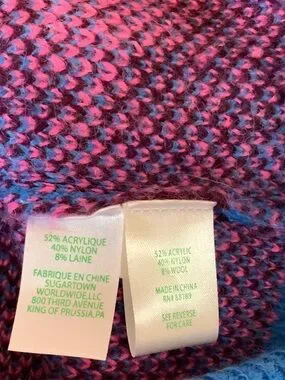 52% ACRYLIQUE
40% NYLON
8% LAINE
FABRIQUE EN CHINE
SUGARTOWN
WORLDWIDE,LLC
800 THIRD AVENUE
KING OF PRUSSIA,PA
52% ACRYLIC
40% NYLON
8% WOOL
MADE IN CHINA
RN# 88189
SEE REVERSE
FOR CARE